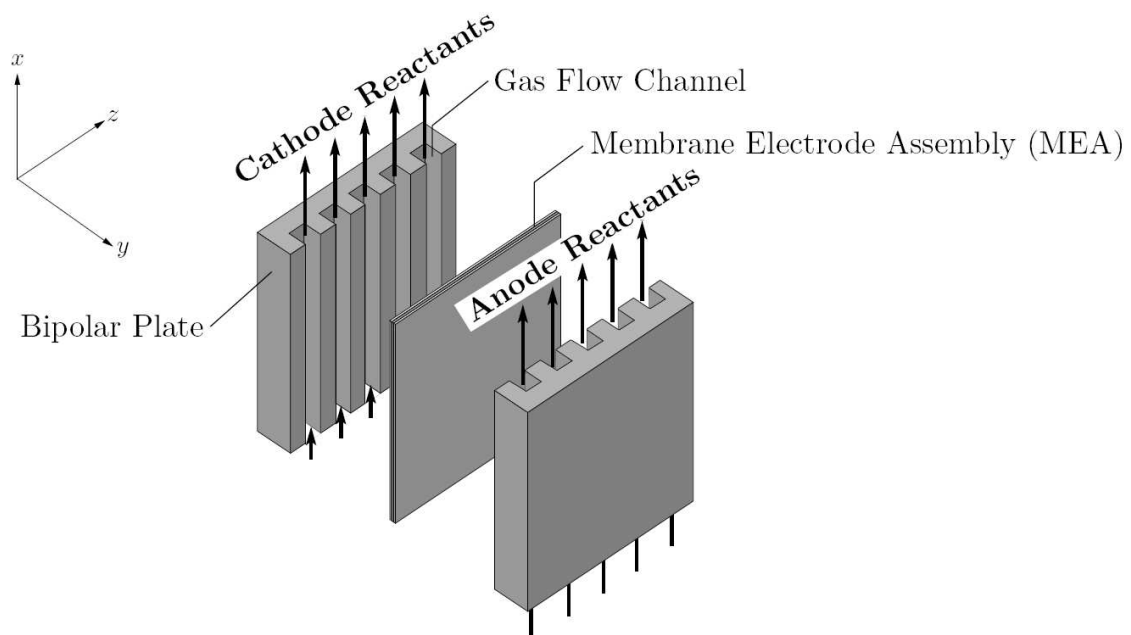 x
z
y
Cathode Reactants
Gas Flow Channel
Membrane Electrode Assembly (MEA)
Anode Reactants
Bipolar Plate